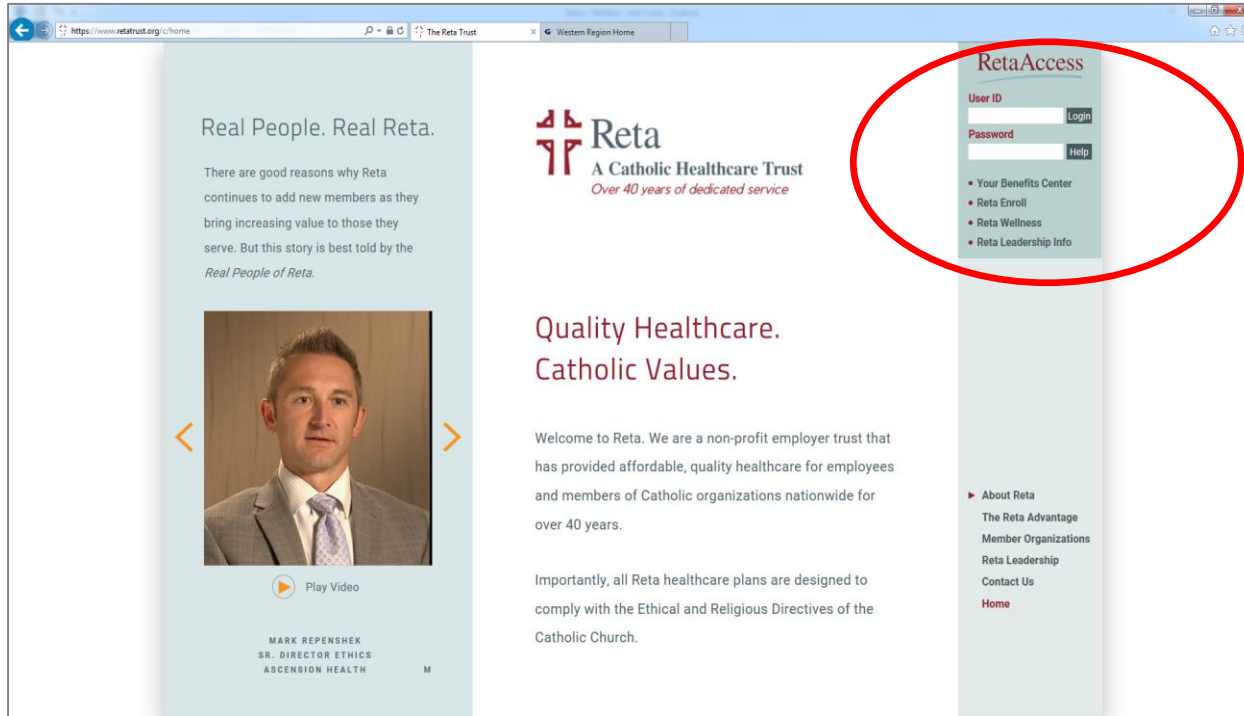 https://www.retatrust.org/c/home
The Reta Trust
Western Region Home
Real People. Real Reta.
There are good reasons why Reta
continues to add new members as they
bring increasing value to those they
serve. But this story is best told by the
Real People of Reta.
Play Video
MARK REPENSHEK
SR. DIRECTOR ETHICS
ASCENSION HEALTH M
Reta
A Catholic Healthcare Trust
Over 40 years of dedicated service
Quality Healthcare.
Catholic Values.
Welcome to Reta. We are a non-profit employer trust that
has provided affordable, quality healthcare for employees
and members of Catholic organizations nationwide for
over 40 years.
Importantly, all Reta healthcare plans are designed to
comply with the Ethical and Religious Directives of the
Catholic Church.
RetaAccess
User ID
Login
Password
Help
• Your Benefits Center
• Reta Enroll
• Reta Wellness
• Reta Leadership Info
About Reta
The Reta Advantage
Member Organizations
Reta Leadership
Contact Us
Home